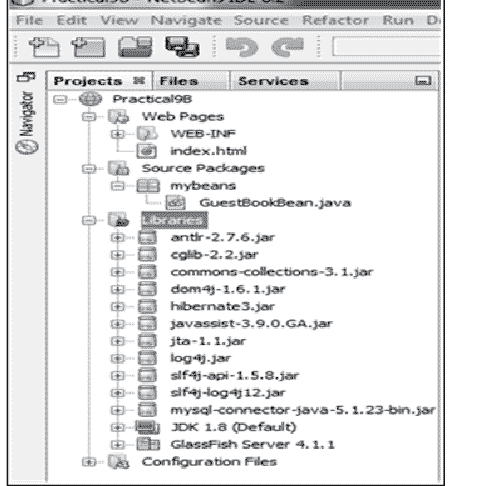 File Edit View Navigate Source Refactor Run
Projects Files Services
Navigator
Practical9B
Web Pages
WEB-INF
index.html
Source Packages
mybeans
GuestBookBean.java
Libraries
antlr-2.7.6.jar
cglib-2.2.jar
commons-collections-3.1.jar
dom4j-1.6.1.jar
hibernate3.jar
javassist-3.9.0.GA.jar
jta-1.1.jar
log4j.jar
slf4j-api-1.5.8.jar
slf4j-log4j12.jar
mysql-connector-java-5.1.23-bin.jar
JDK 1.8 (Default)
GlassFish Server 4.1.1
Configuration Files